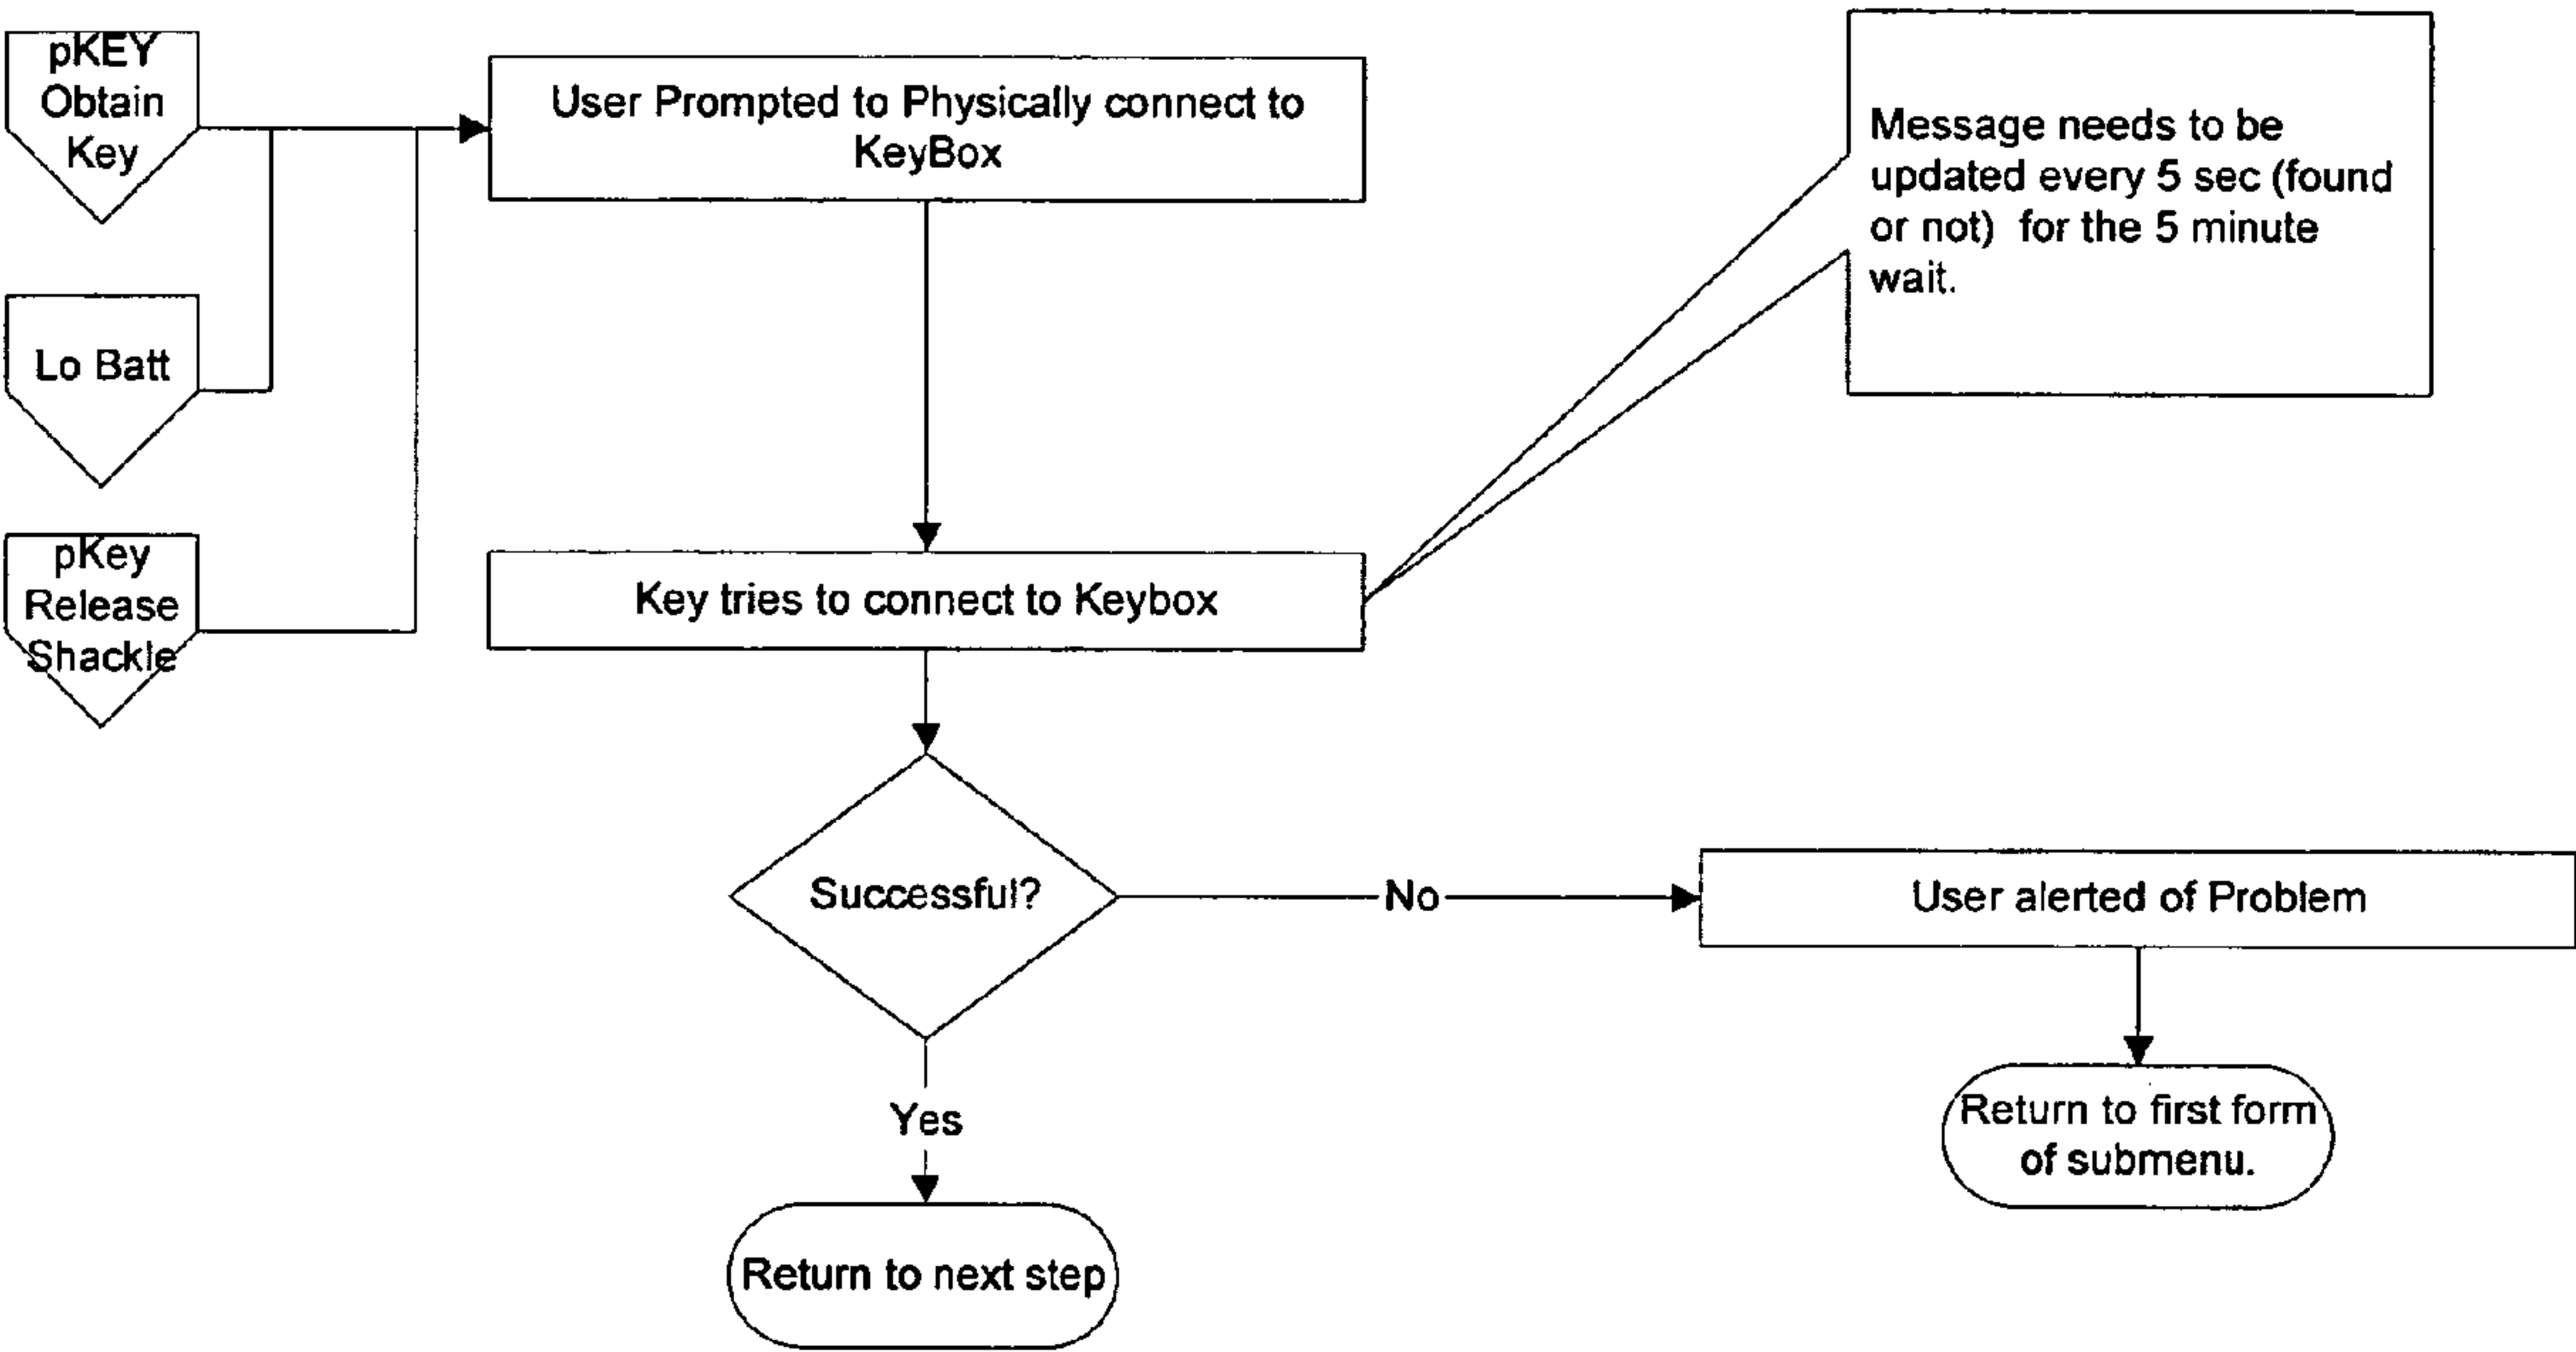 pKEY
Obtain
Key
User Prompted to Physically connect to
KeyBox
Message needs to be
updated every 5 sec (found
or not)  for the 5 minute
wait.
Lo Batt
pKey
Release
Shackle
Key tries to connect to Keybox
Successful?
No
User alerted of Problem
Yes
Return to first form
of submenu.
Return to next step